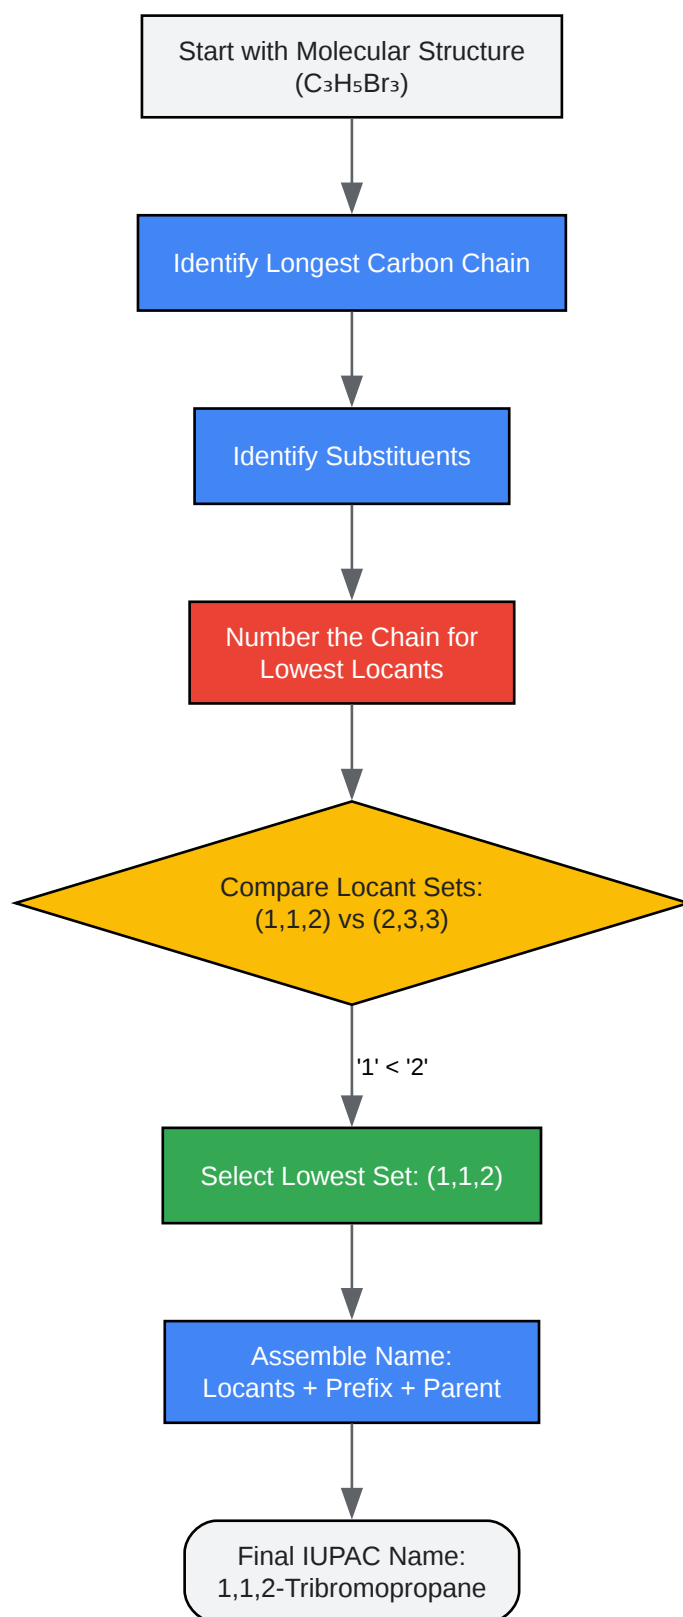 Start with Molecular Structure
(C₃H₅Br₃)
Identify Longest Carbon Chain
Identify Substituents
Number the Chain for
Lowest Locants
Compare Locant Sets:
(1,1,2) vs (2,3,3)
'1' < '2'
Select Lowest Set: (1,1,2)
Assemble Name:
Locants + Prefix + Parent
Final IUPAC Name:
1,1,2-Tribromopropane